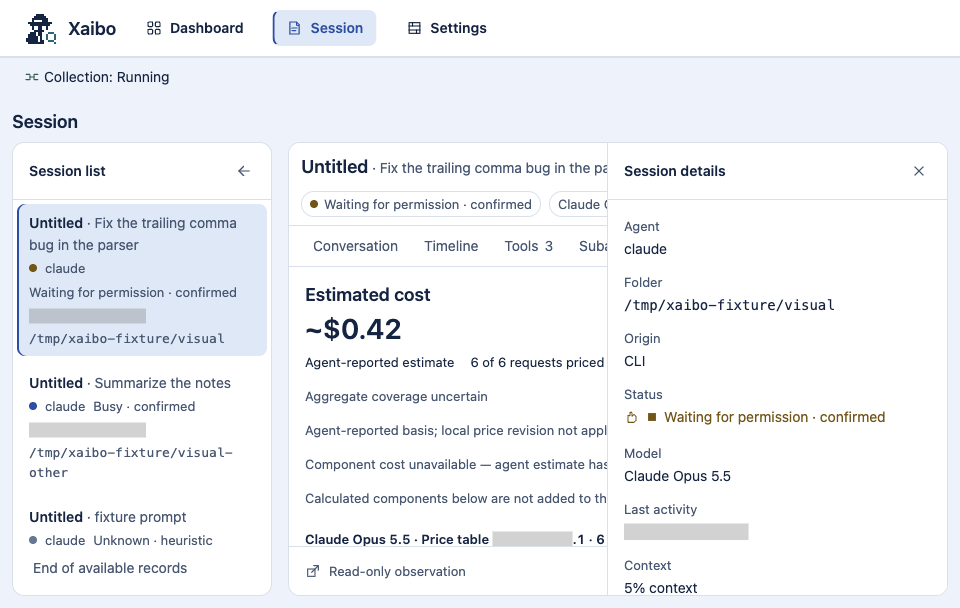 Xaibo
Dashboard
Session
Settings
Collection: Running
Session
Session list
Untitled · Fix the trailing comma
bug in the parser
claude
Waiting for permission · confirmed
/tmp/xaibo-fixture/visual
Untitled · Summarize the notes
claude Busy · confirmed
/tmp/xaibo-fixture/visual-
other
Untitled · fixture prompt
claude Unknown · heuristic
End of available records
Untitled · Fix the trailing comma bug in the pa
Waiting for permission · confirmed
Claude
Conversation
Timeline
Tools 3
Suba
Estimated cost
~$0.42
Agent-reported estimate 6 of 6 requests priced
Aggregate coverage uncertain
Agent-reported basis; local price revision not appl
Component cost unavailable — agent estimate has
Calculated components below are not added to th
Claude Opus 5.5 · Price table .1 · 6
Read-only observation
Session details
Agent
claude
Folder
/tmp/xaibo-fixture/visual
Origin
CLI
Status
Waiting for permission · confirmed
Model
Claude Opus 5.5
Last activity
Context
5% context